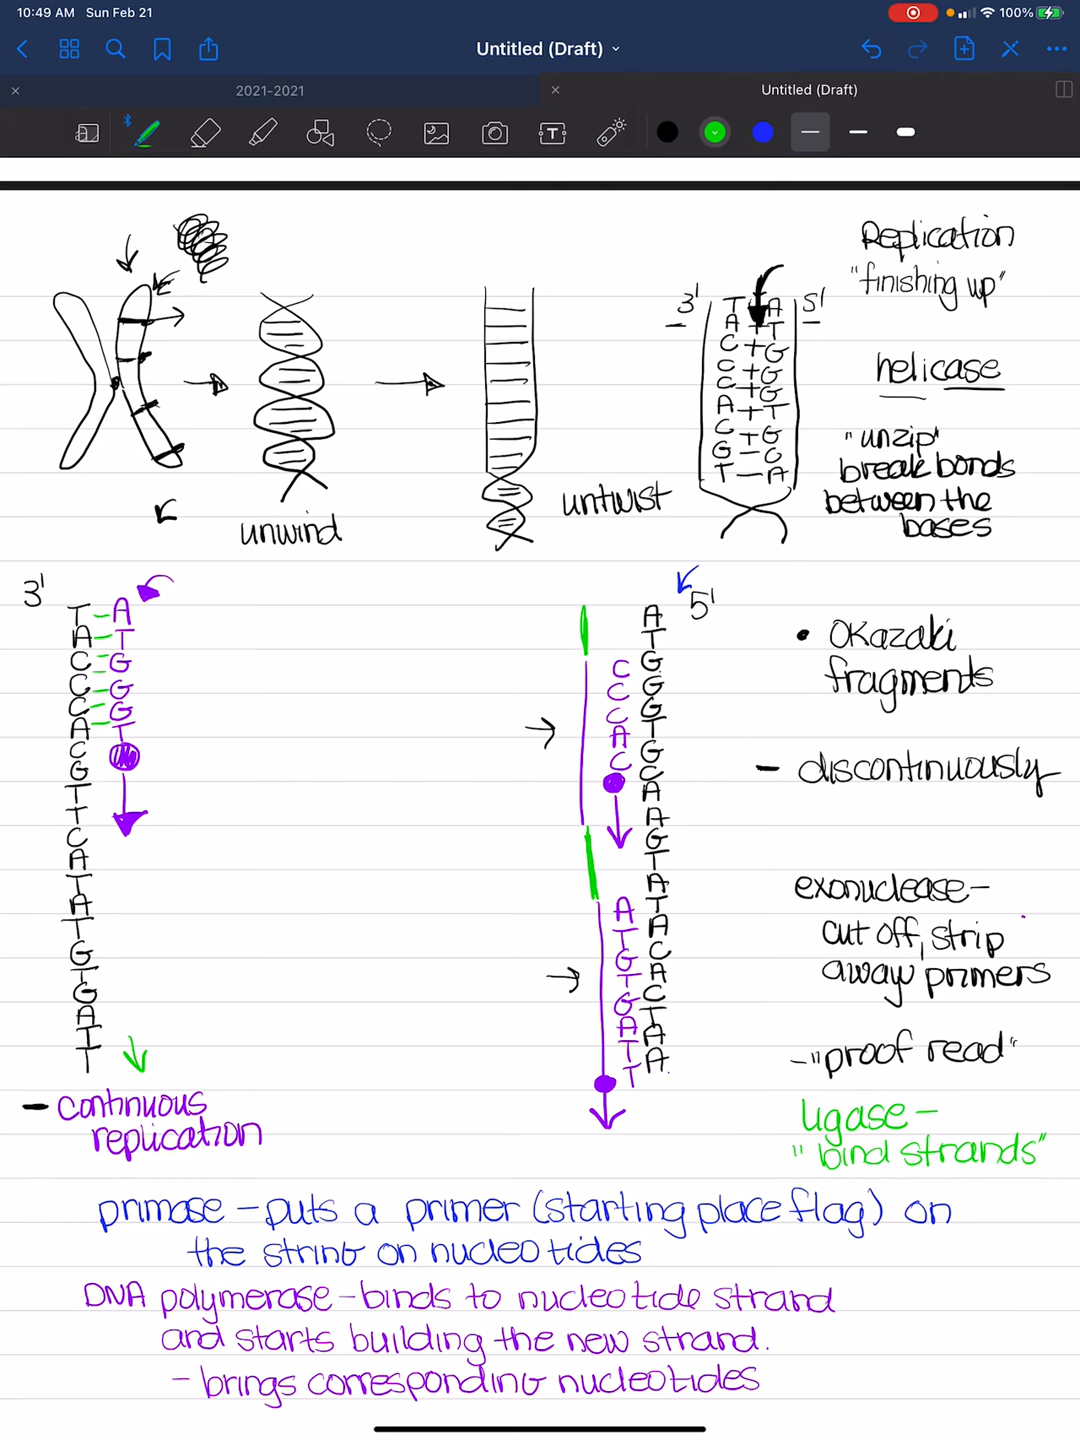 10:49 AM Sun Feb 21
100%
Untitled (Draft)
2021-2021
Untitled (Draft)
Replication
"finishing up"
3' 5'
T A
A T
C G
C G
C G
A T
C G
G C
T A
helicase
"unzip"
break bonds
between the
bases
unwind
untwist
3'
T A
A T
C G
C G
C G
A T
C
G
T
T
C
A
T
A
T
G
T
G
A
T
T
- continuous
replication
5'
A
T
C G
C G
C G
A T
C G
C
A
A
G
T
A
A T
T A
G C
T A
G C
A T
T A
T A
• Okazaki
fragments
- discontinuously
exonuclease-
cut off, strip
away primers
-"proof read"
ligase-
"bind strands"
primase - puts a primer (starting place flag) on
the string on nucleotides
DNA polymerase - binds to nucleotide strand
and starts building the new strand.
- brings corresponding nucleotides